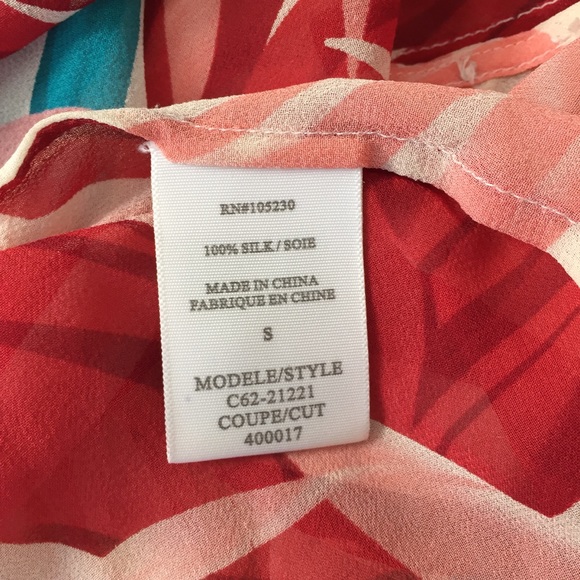 RN#105230
100% SILK / SOIE
MADE IN CHINA
FABRIQUE EN CHINE
S
MODELE/STYLE
C62-21221
COUPE/CUT
400017